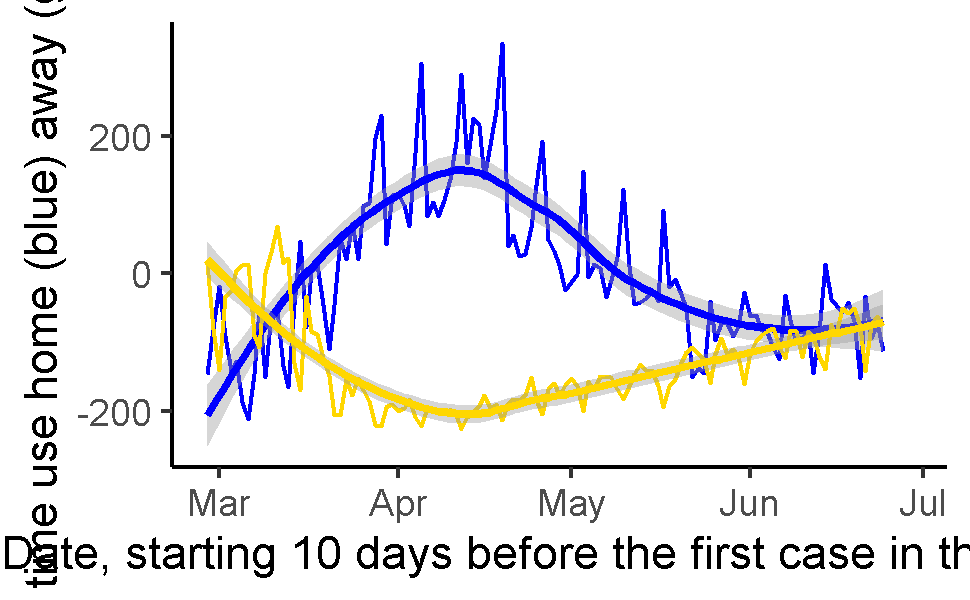 time use home (blue) away (
200
0
-200
Mar Apr May Jun Jul
Date, starting 10 days before the first case in th